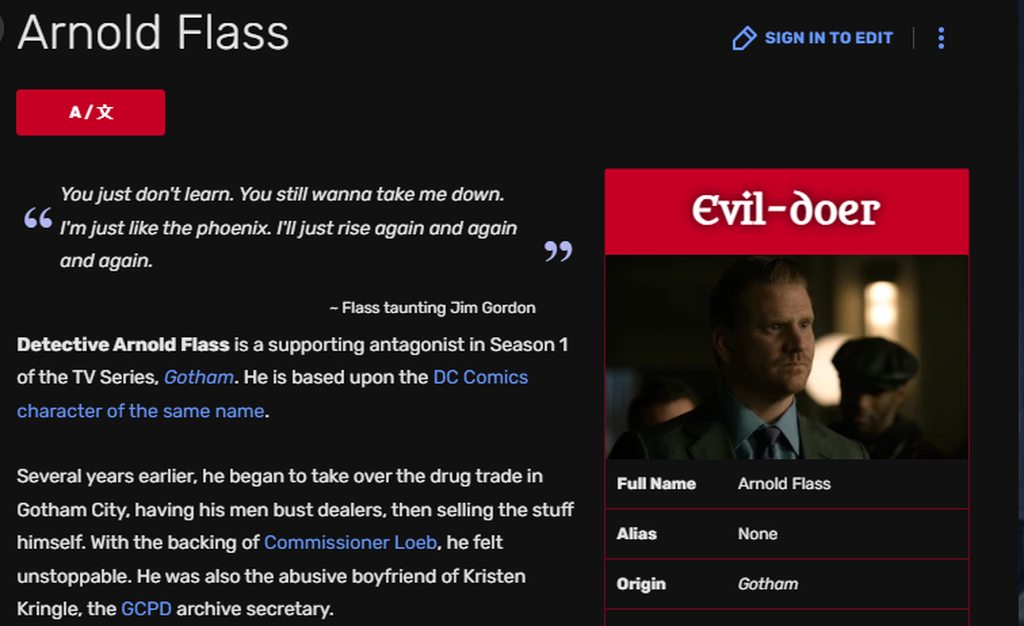 Arnold Flass
SIGN IN TO EDIT
A/文
“ You just don't learn. You still wanna take me down.
I'm just like the phoenix. I'll just rise again and again
and again. ”
~ Flass taunting Jim Gordon
Detective Arnold Flass is a supporting antagonist in Season 1
of the TV Series, Gotham. He is based upon the DC Comics
character of the same name.
Several years earlier, he began to take over the drug trade in
Gotham City, having his men bust dealers, then selling the stuff
himself. With the backing of Commissioner Loeb, he felt
unstoppable. He was also the abusive boyfriend of Kristen
Kringle, the GCPD archive secretary.
Evil-doer
Full Name Arnold Flass
Alias None
Origin Gotham